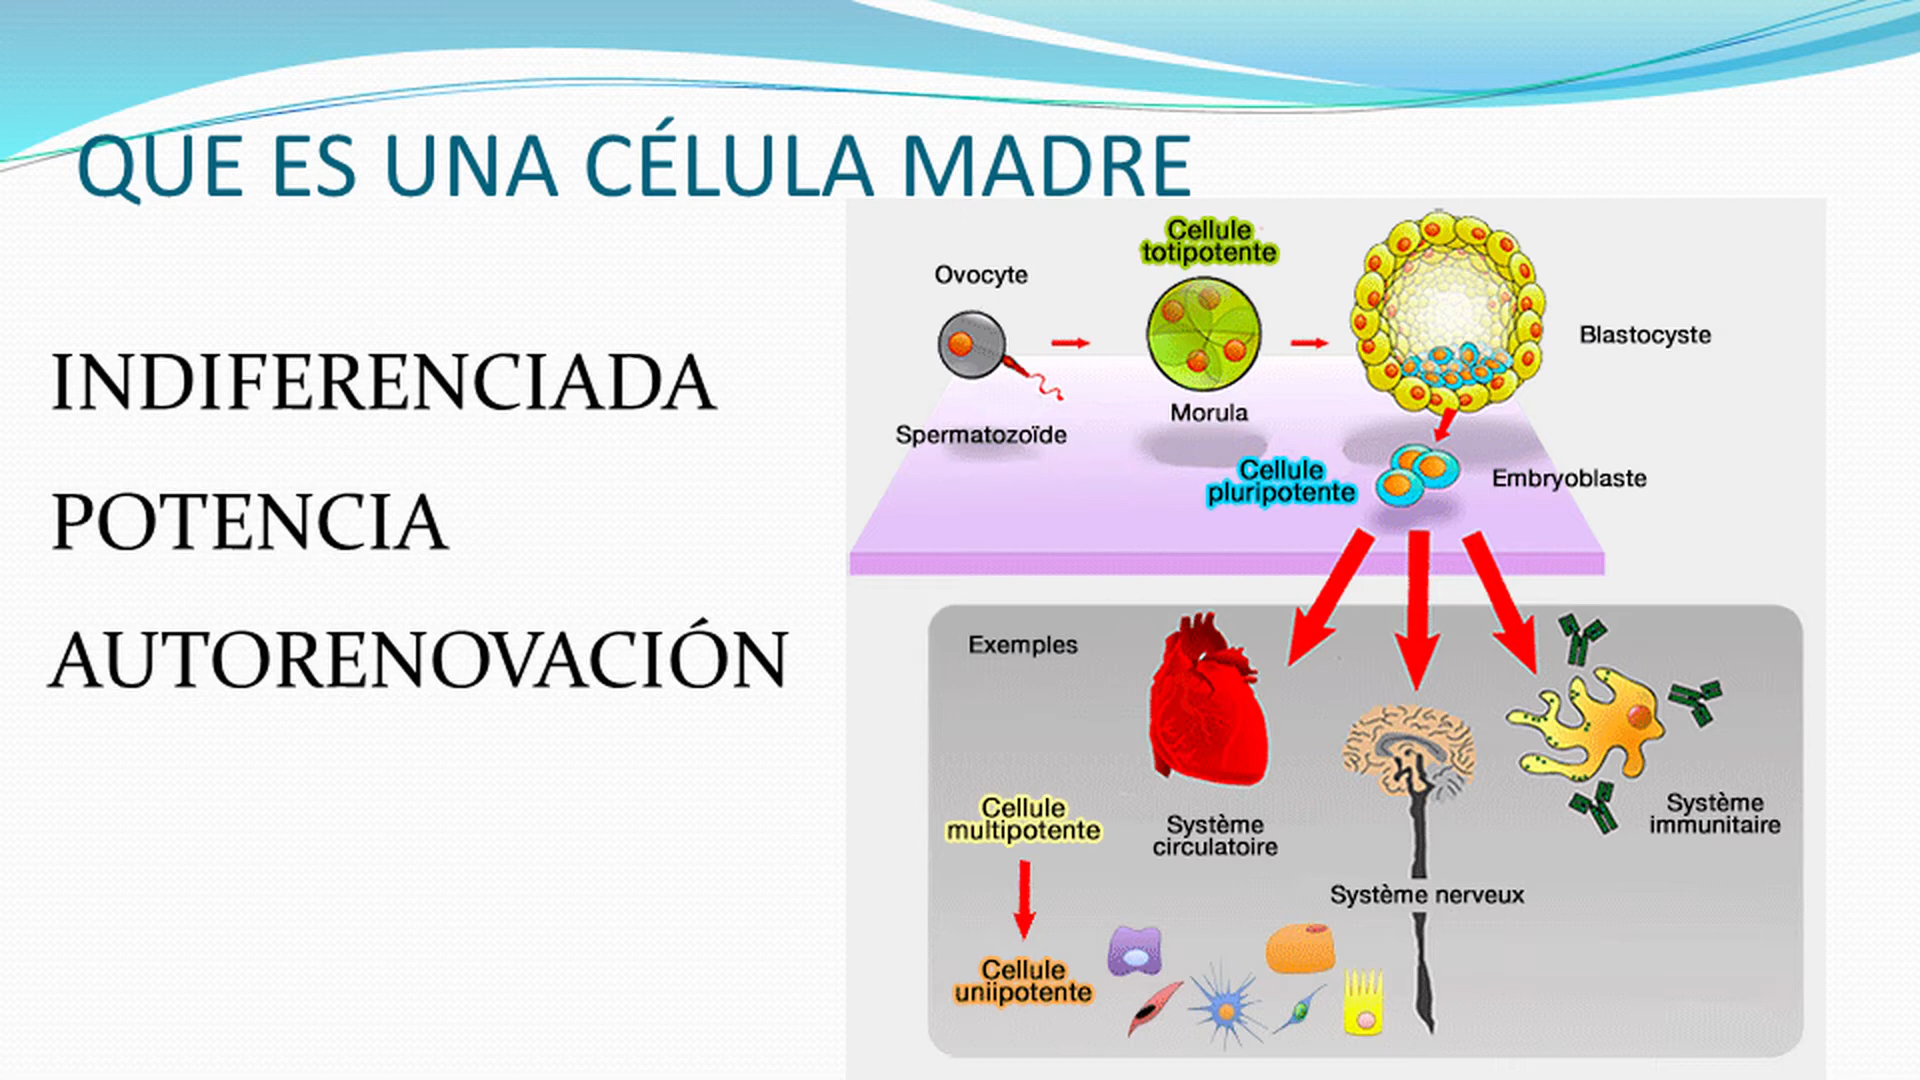 QUE ES UNA CÉLULA MADRE
INDIFERENCIADA
POTENCIA
AUTORENOVACIÓN
Cellule
totipotente
Ovocyte
Blastocyste
Morula
Spermatozoïde
Cellule
pluripotente
Embryoblaste
Exemples
Cellule
multipotente
Système
circulatoire
Système
immunitaire
Système nerveux
Cellule
uniipotente